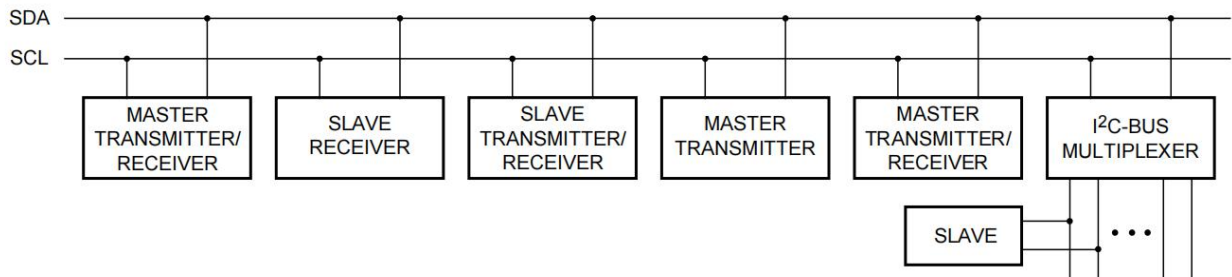 SDA
SCL
MASTER
TRANSMITTER/
RECEIVER
SLAVE
RECEIVER
SLAVE
TRANSMITTER/
RECEIVER
MASTER
TRANSMITTER
MASTER
TRANSMITTER/
RECEIVER
I²C-BUS
MULTIPLEXER
SLAVE